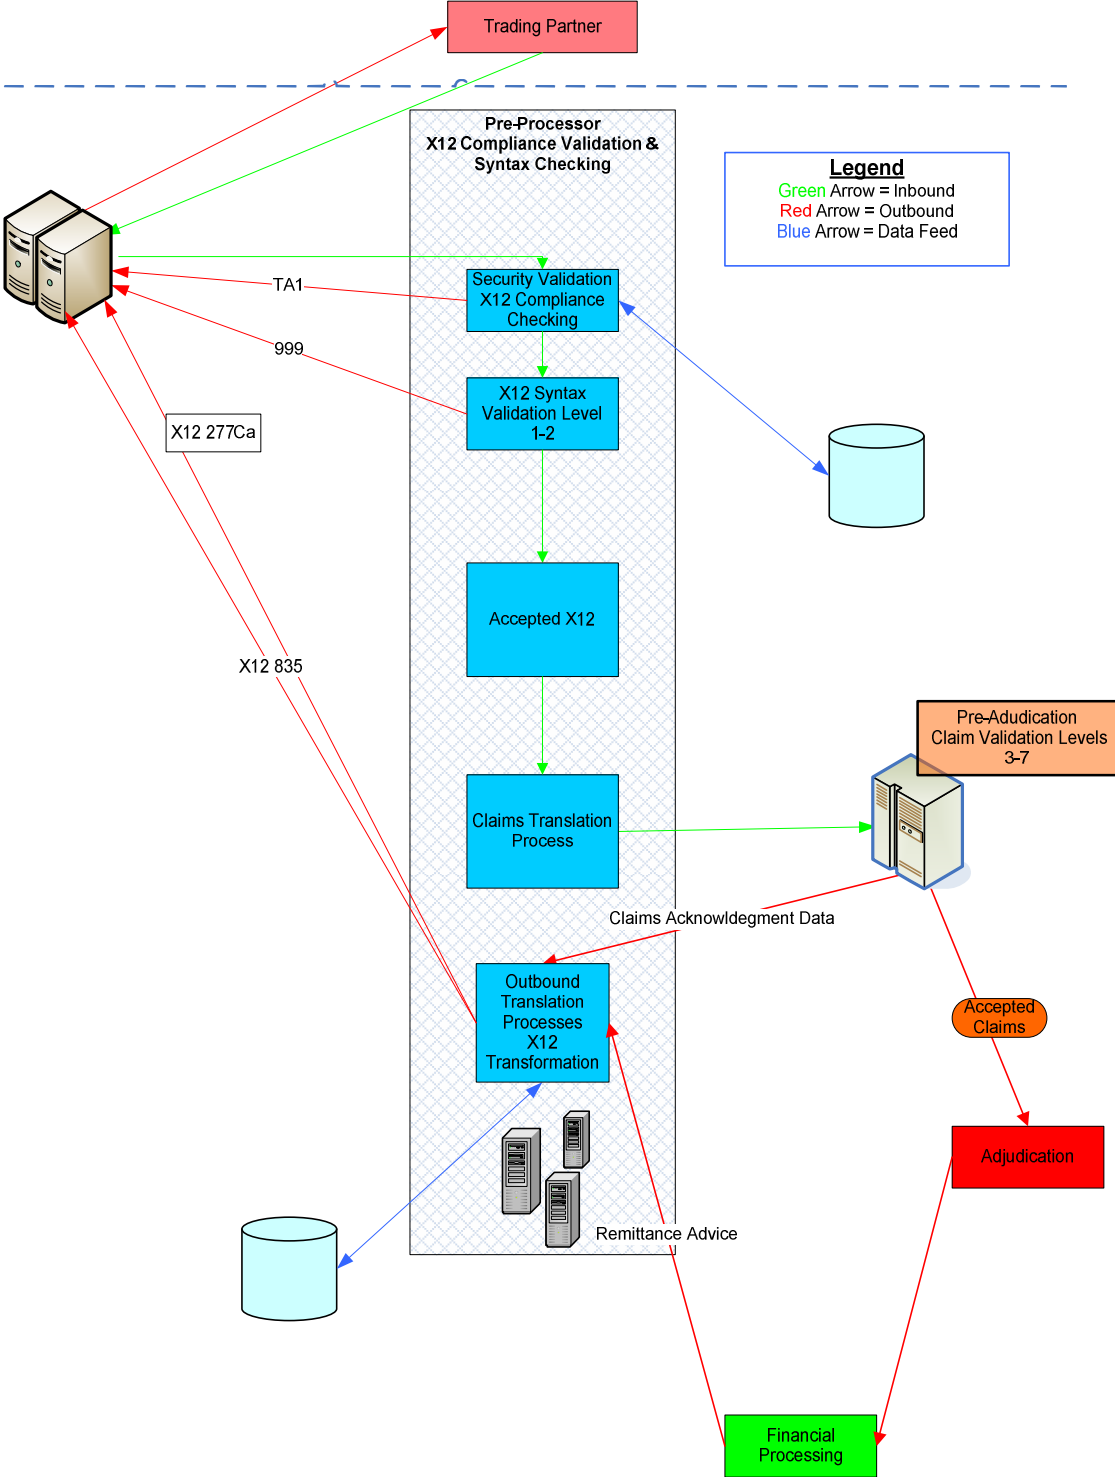 Trading Partner
Pre-Processor
X12 Compliance Validation &
Syntax Checking
Legend
Green Arrow = Inbound
Red Arrow = Outbound
Blue Arrow = Data Feed
Security Validation
X12 Compliance
Checking
TA1
999
X12 Syntax
Validation Level
1-2
X12 277Ca
Accepted X12
X12 835
Pre-Adudication
Claim Validation Levels
3-7
Claims Translation
Process
Claims Acknowldegment Data
Outbound
Translation
Processes
X12
Transformation
Accepted
Claims
Adjudication
Remittance Advice
Financial
Processing